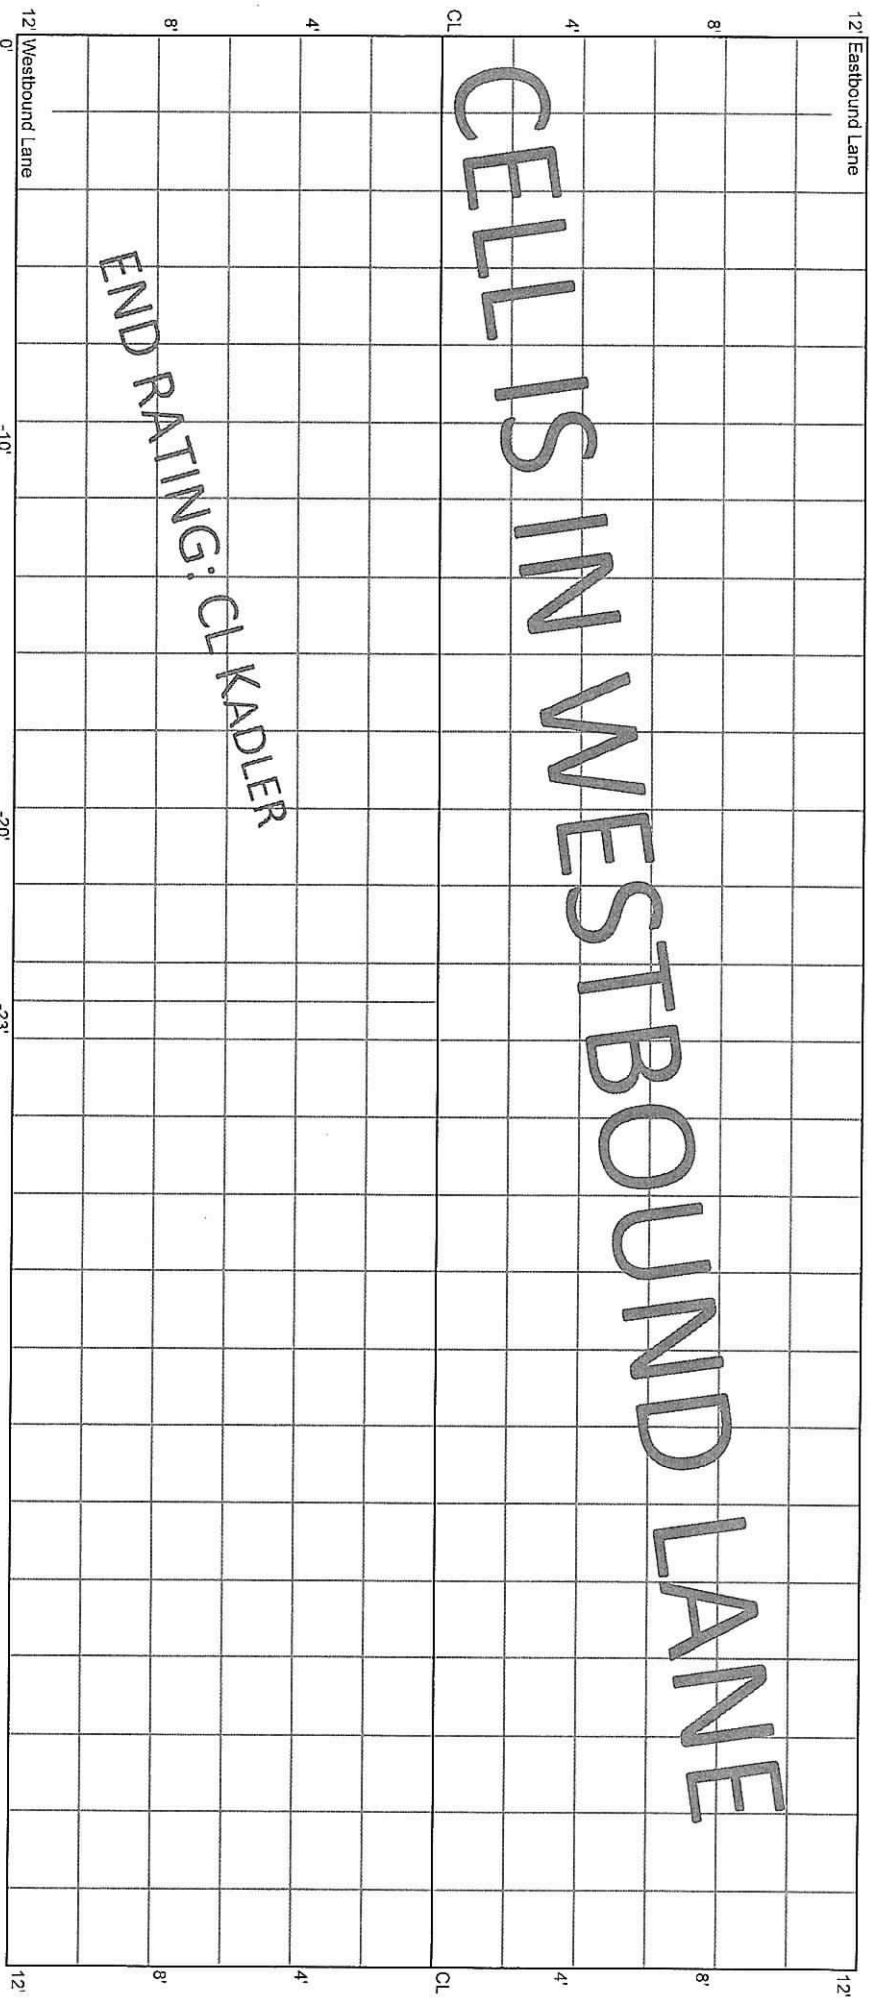 12' Eastbound Lane
8'
4'
CL
4'
8'
12' Westbound Lane
CELL IS IN WESTBOUND LANE
END RATING: CL KADLER
0'
-10'
-20'
-23'
12'
8'
4'
CL
4'
8'
12'